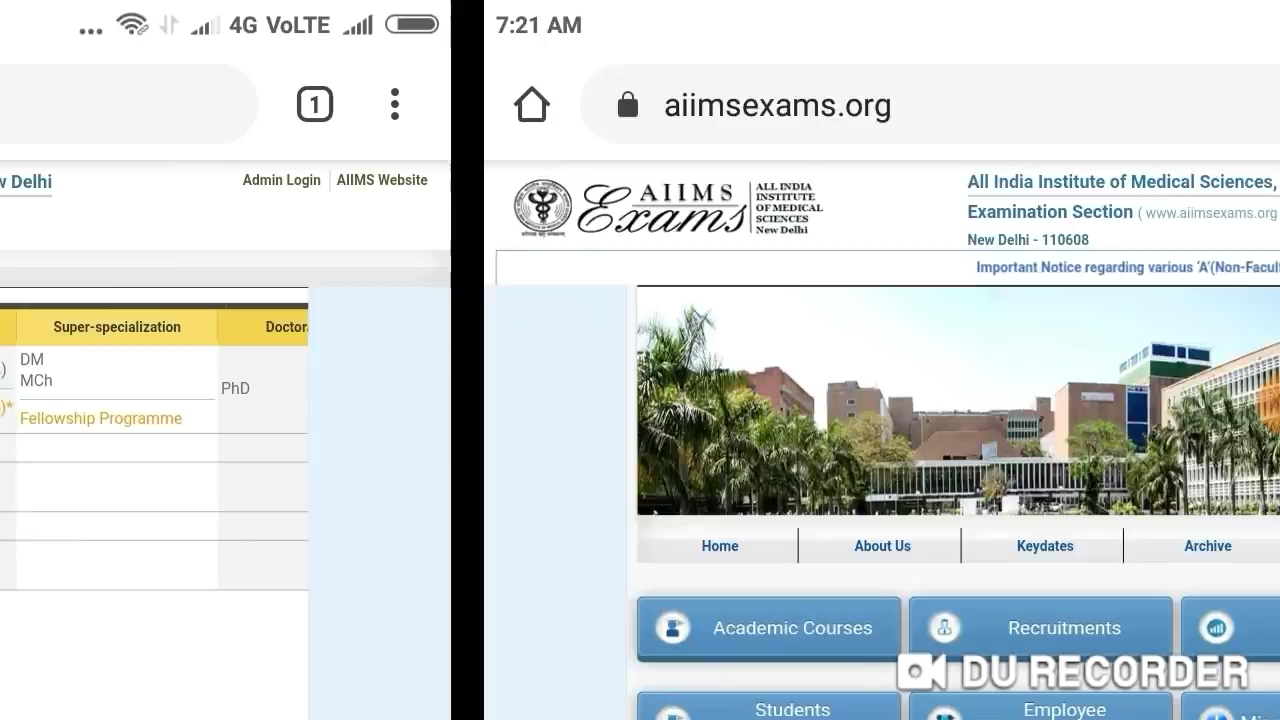 4G VoLTE
1
w Delhi
Admin Login
AIIMS Website
Super-specialization
Doctor
DM
MCh
PhD
)*
Fellowship Programme
7:21 AM
aiimsexams.org
AIIMS
Exams
ALL INDIA
INSTITUTE
OF MEDICAL
SCIENCES
New Delhi
All India Institute of Medical Sciences,
Examination Section ( www.aiimsexams.org
New Delhi - 110608
Important Notice regarding various 'A'(Non-Facul
Home
About Us
Keydates
Archive
Academic Courses
Recruitments
DU RECORDER
Students
Employee